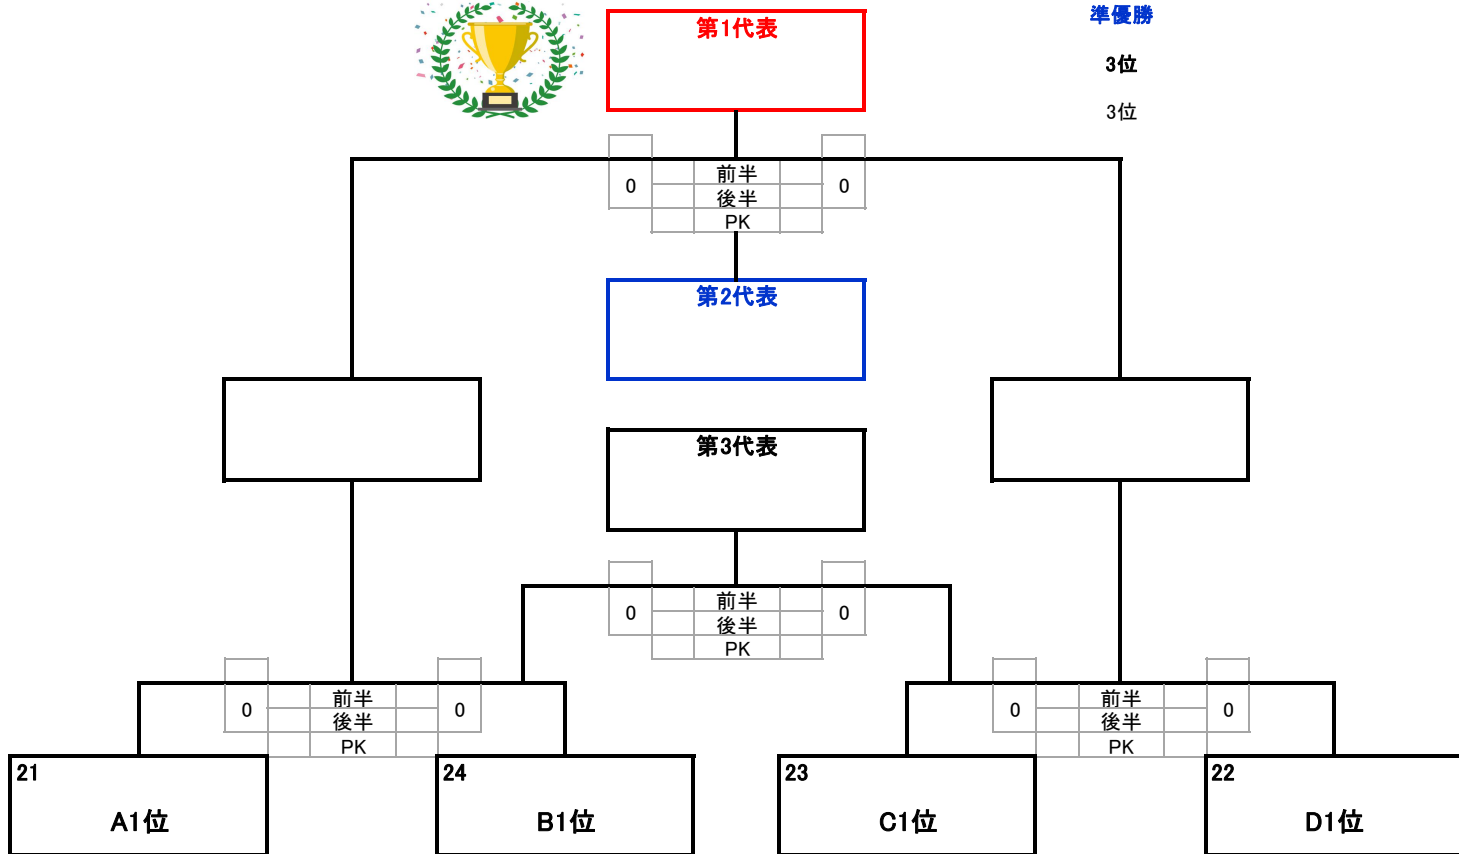 準優勝
第1代表
3位
3位
前半
0 0
後半
PK
第2代表
第3代表
前半
0 0
後半
PK
前半 前半
0 0 0 0
後半 後半
PK PK
21 24 23 22
A1位 B1位 C1位 D1位